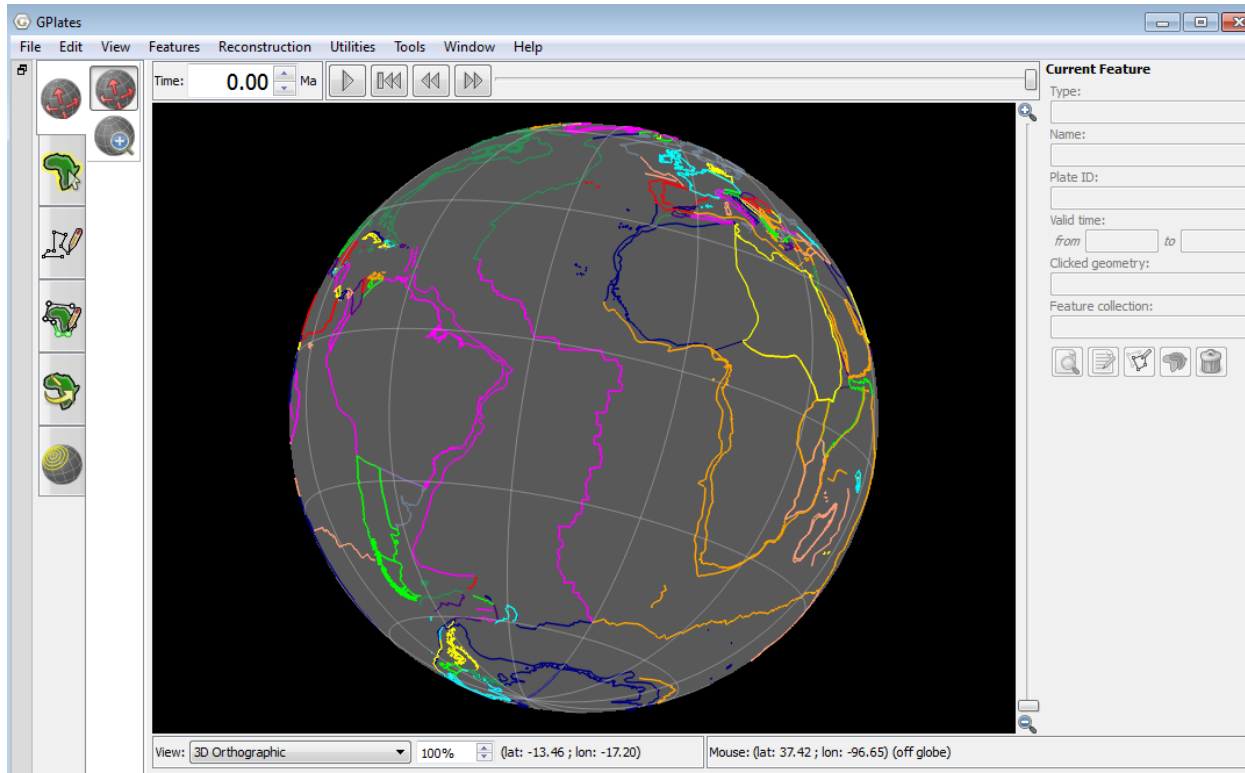 GPlates
File Edit View Features Reconstruction Utilities Tools Window Help
Time: 0.00 Ma
Current Feature
Type:
Name:
Plate ID:
Valid time:
from to
Clicked geometry:
Feature collection:
View: 3D Orthographic 100% (lat: -13.46 ; lon: -17.20) Mouse: (lat: 37.42 ; lon: -96.65) (off globe)